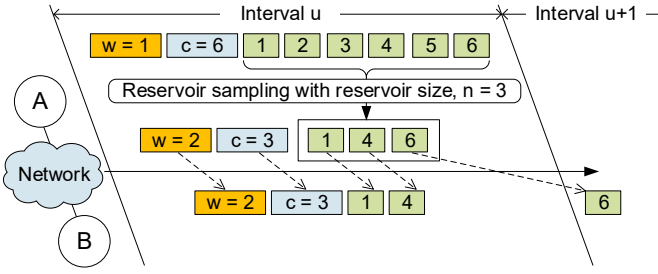 Interval u
Interval u+1
w = 1 c = 6 1 2 3 4 5 6
Reservoir sampling with reservoir size, n = 3
A
w = 2 c = 3 1 4 6
Network
w = 2 c = 3 1 4 6
B